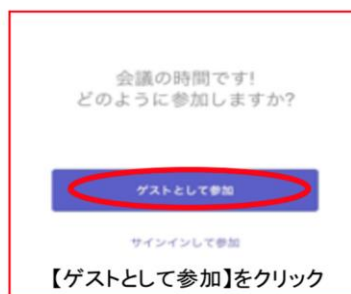 会議の時間です!
どのように参加しますか?
ゲストとして参加
サインインして参加
【ゲストとして参加】をクリック